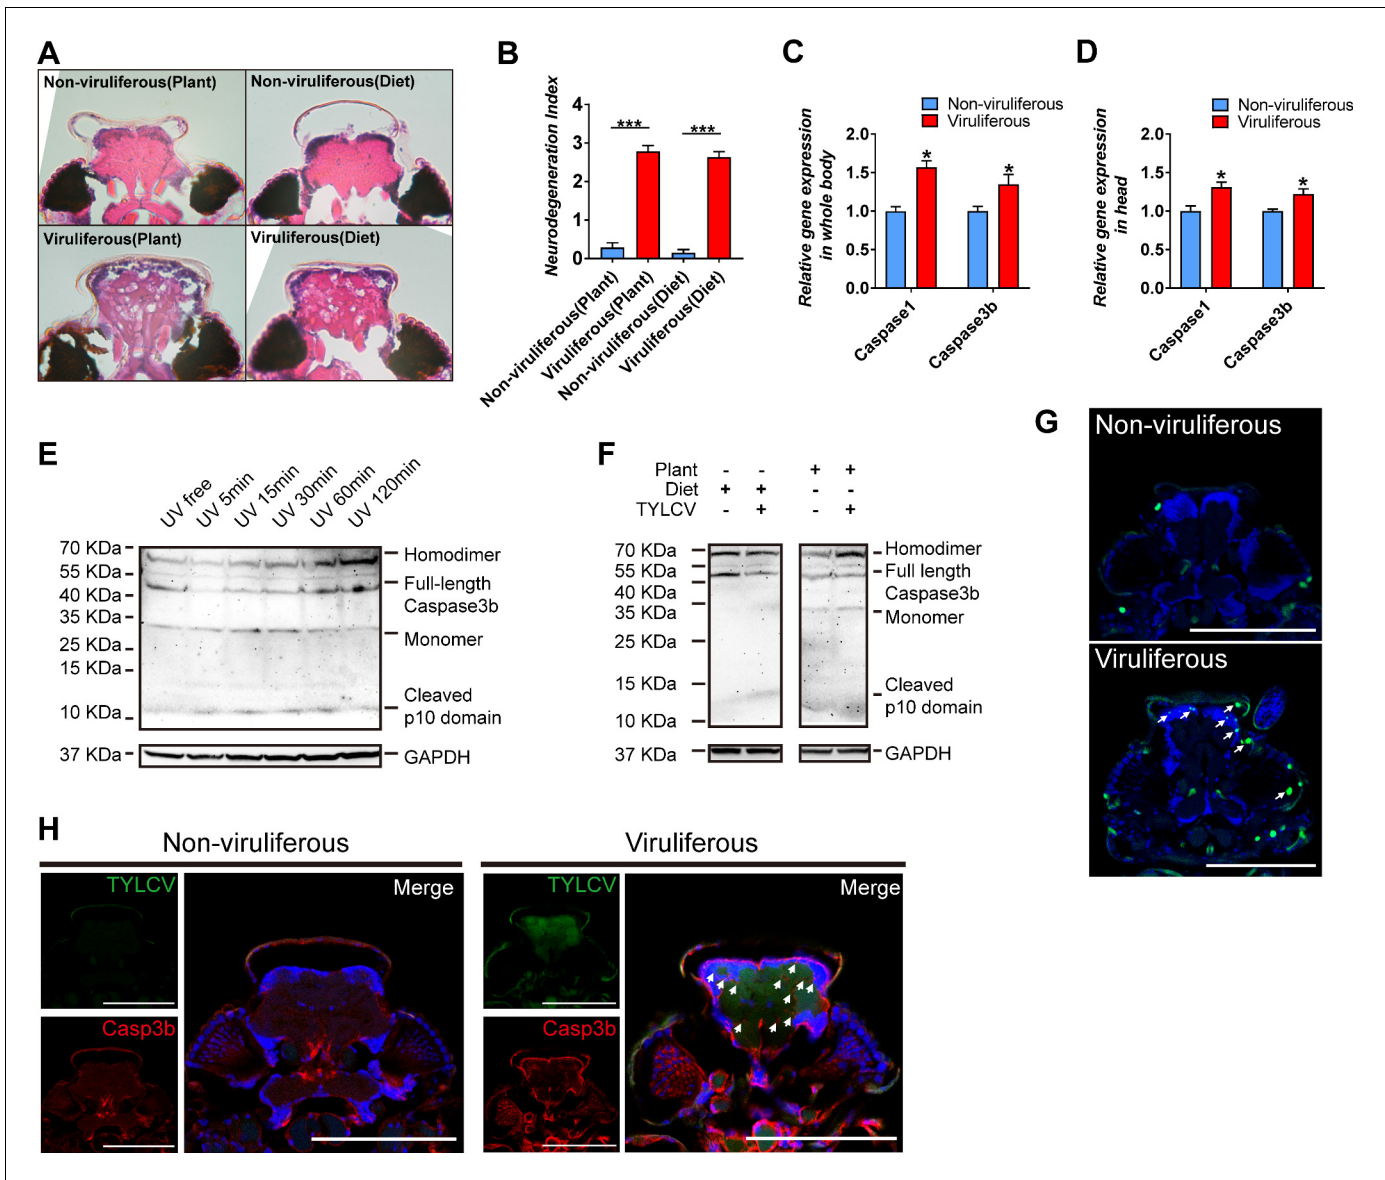 A
Non-viruliferous(Plant)
Non-viruliferous(Diet)
Viruliferous(Plant)
Viruliferous(Diet)
B
Neurodegeneration Index
4
3
2
1
0
***
***
Non-viruliferous(Plant)
Viruliferous(Plant)
Non-viruliferous(Diet)
Viruliferous(Diet)
C
Non-viruliferous
Viruliferous
Relative gene expression
in whole body
2.0
1.5
1.0
0.5
0.0
*
*
Caspase1
Caspase3b
D
Non-viruliferous
Viruliferous
Relative gene expression
in head
2.0
1.5
1.0
0.5
0.0
*
*
Caspase1
Caspase3b
E
UV free
UV 5min
UV 15min
UV 30min
UV 60min
UV 120min
70 KDa
55 KDa
40 KDa
35 KDa
25 KDa
15 KDa
10 KDa
37 KDa
Homodimer
Full-length
Caspase3b
Monomer
Cleaved
p10 domain
GAPDH
F
Plant - - + +
Diet + + - -
TYLCV - + - +
70 KDa
55 KDa
40 KDa
35 KDa
25 KDa
15 KDa
10 KDa
37 KDa
Homodimer
Full length
Caspase3b
Monomer
Cleaved
p10 domain
GAPDH
G
Non-viruliferous
Viruliferous
H
Non-viruliferous
TYLCV
Merge
Casp3b
Viruliferous
TYLCV
Merge
Casp3b